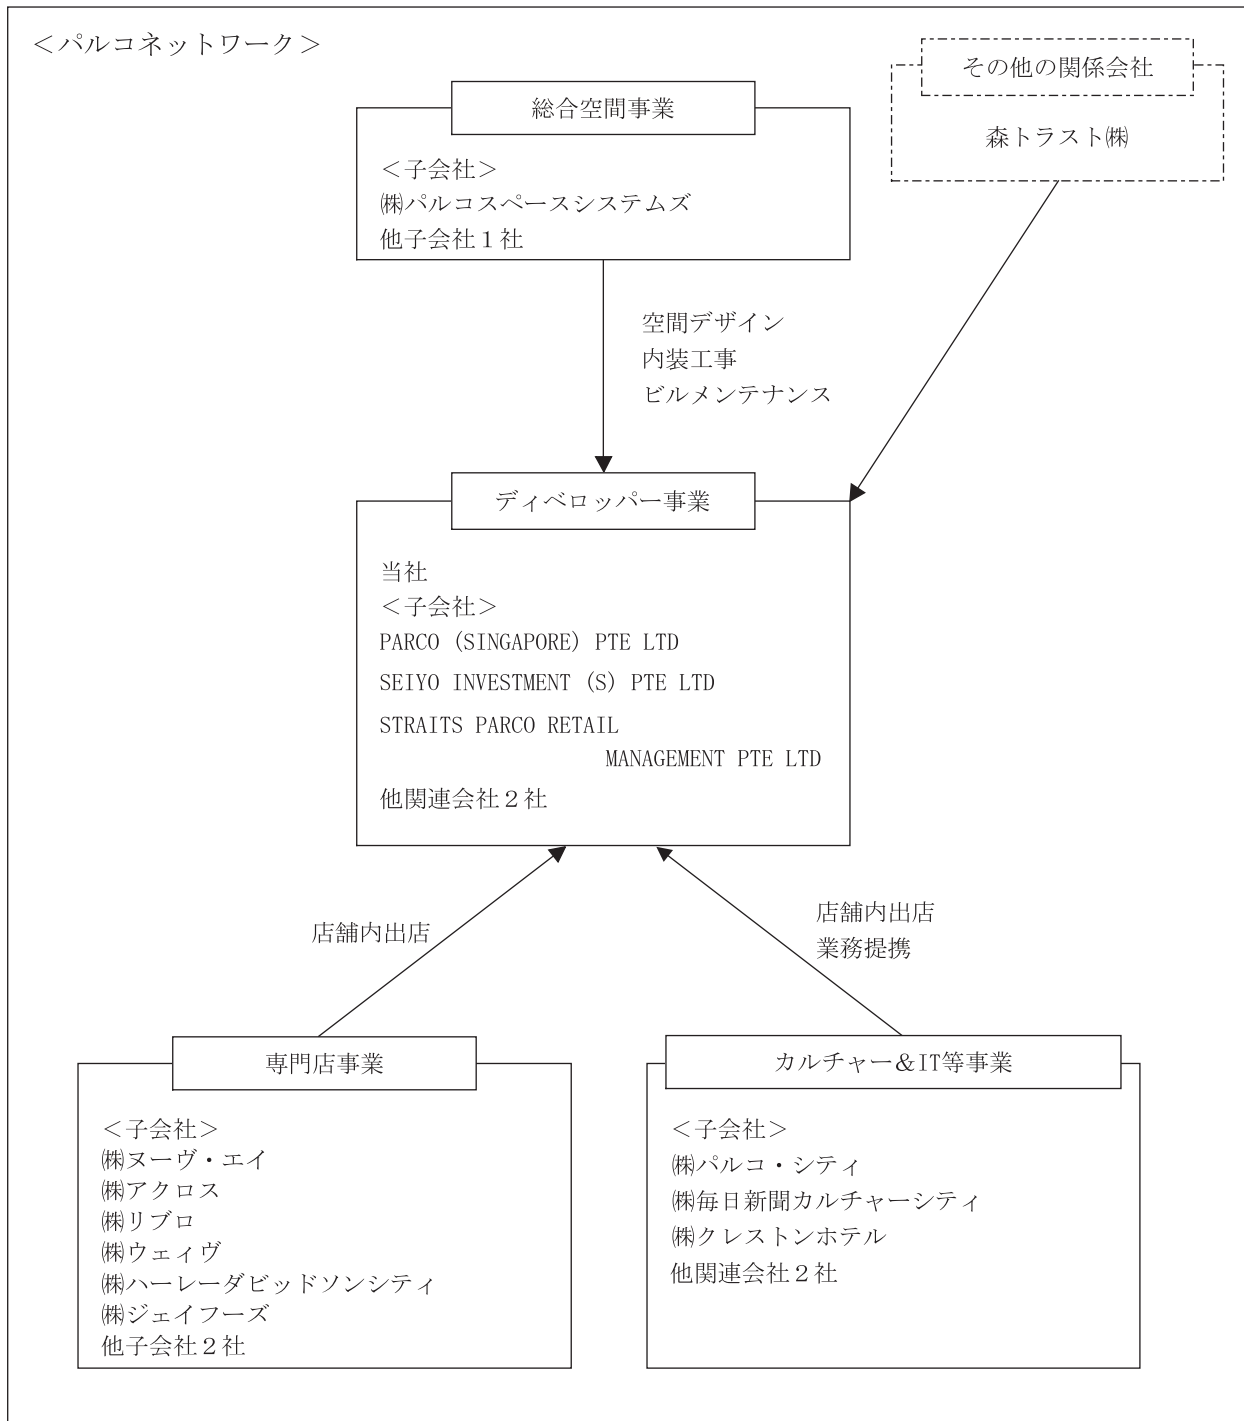 ＜パルコネットワーク＞
その他の関係会社
森トラスト㈱
総合空間事業
＜子会社＞
㈱パルコスペースシステムズ
他子会社１社
空間デザイン
内装工事
ビルメンテナンス
ディベロッパー事業
当社
＜子会社＞
PARCO (SINGAPORE) PTE LTD
SEIYO INVESTMENT (S) PTE LTD
STRAITS PARCO RETAIL
MANAGEMENT PTE LTD
他関連会社２社
店舗内出店
店舗内出店
業務提携
専門店事業
＜子会社＞
㈱ヌーヴ・エイ
㈱アクロス
㈱リブロ
㈱ウェィヴ
㈱ハーレーダビッドソンシティ
㈱ジェイフーズ
他子会社２社
カルチャー＆IT等事業
＜子会社＞
㈱パルコ・シティ
㈱毎日新聞カルチャーシティ
㈱クレストンホテル
他関連会社２社